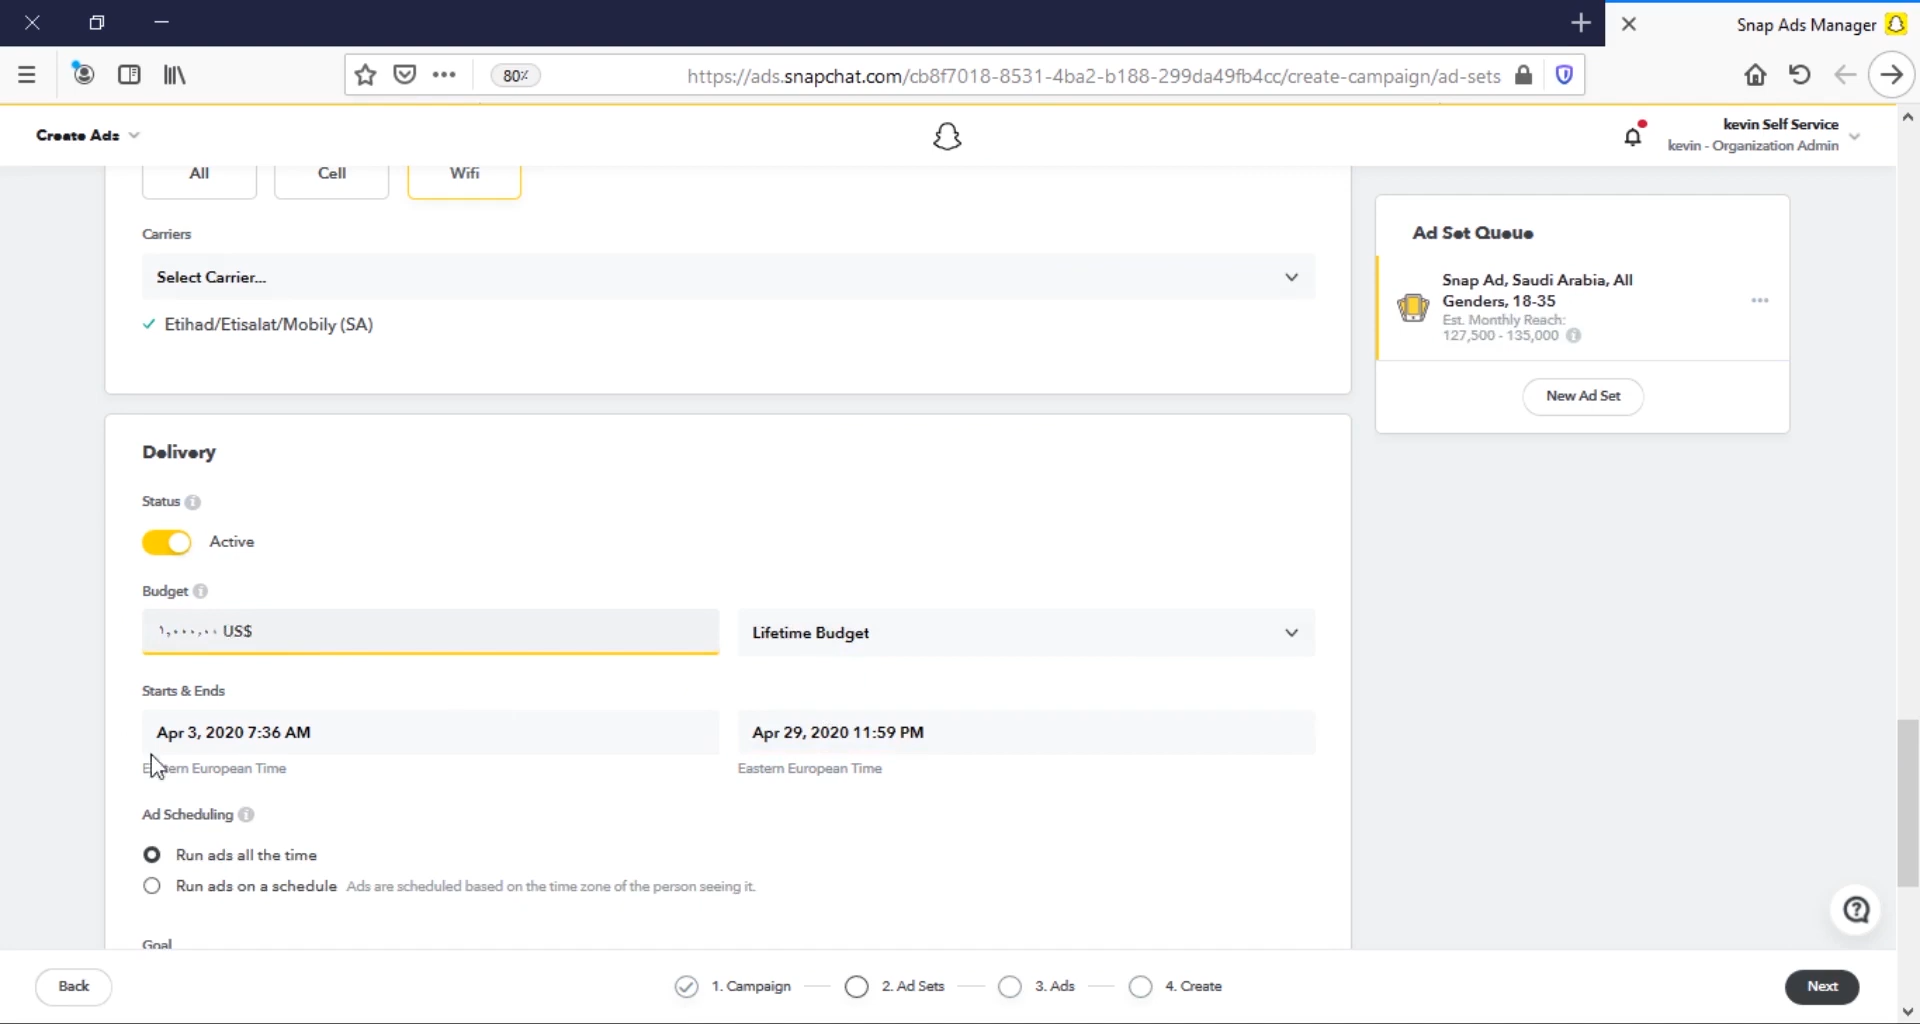 Snap Ads Manager
80%
https://ads.snapchat.com/cb8f7018-8531-4ba2-b188-299da49fb4cc/create-campaign/ad-sets
Create Ads
kevin Self Service
kevin - Organization Admin
All
Cell
Wifi
Carriers
Select Carrier...
Etihad/Etisalat/Mobily (SA)
Ad Set Queue
Snap Ad, Saudi Arabia, All
Genders, 18-35
Est. Monthly Reach:
127,500 - 135,000
New Ad Set
Delivery
Status
Active
Budget
١,٠٠٠,٠٠ US$
Lifetime Budget
Starts & Ends
Apr 3, 2020 7:36 AM
Apr 29, 2020 11:59 PM
Eastern European Time
Eastern European Time
Ad Scheduling
Run ads all the time
Run ads on a schedule Ads are scheduled based on the time zone of the person seeing it.
Goal
Back
1. Campaign
2. Ad Sets
3. Ads
4. Create
Next